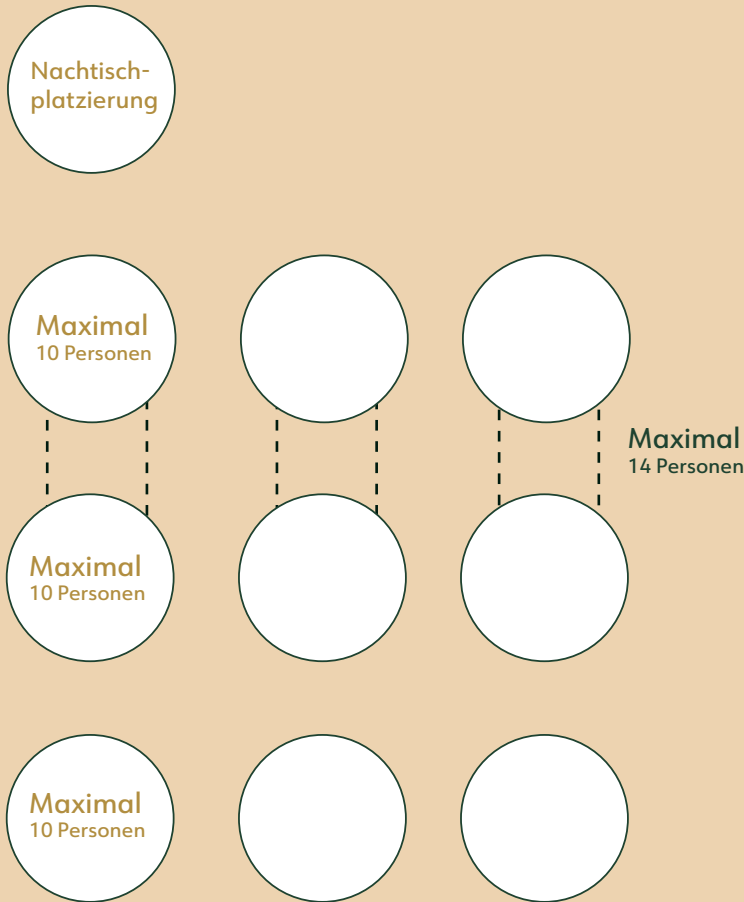 Nachtisch-
platzierung
Maximal
10 Personen
Maximal
14 Personen
Maximal
10 Personen
Maximal
10 Personen